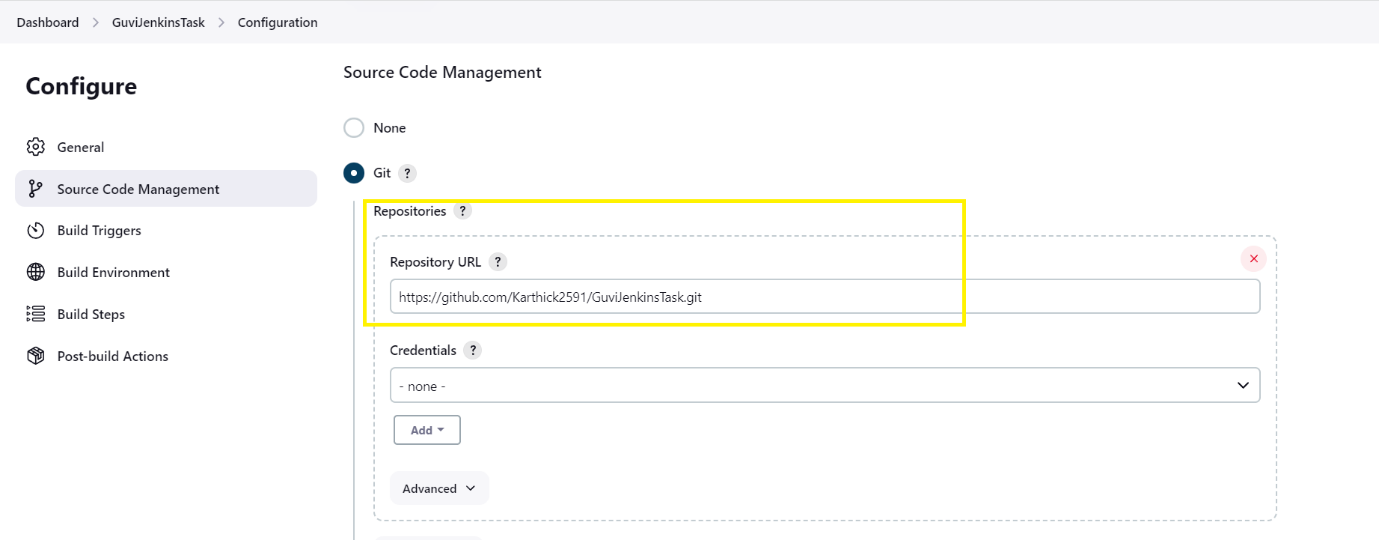 Dashboard > GuviJenkinsTask > Configuration
Configure
General
Source Code Management
Build Triggers
Build Environment
Build Steps
Post-build Actions
Source Code Management
None
Git ?
Repositories ?
Repository URL ?
https://github.com/Karthick2591/GuviJenkinsTask.git
Credentials ?
- none -
Add
Advanced